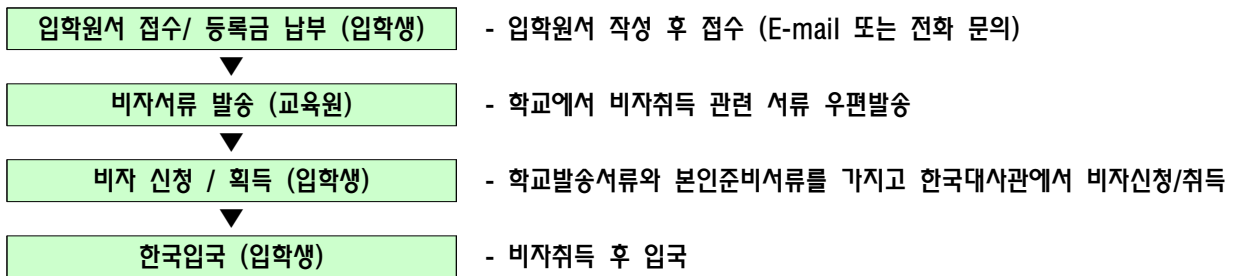 입학원서 접수/ 등록금 납부 (입학생) - 입학원서 작성 후 접수 (E-mail 또는 전화 문의)
▼
비자서류 발송 (교육원) - 학교에서 비자취득 관련 서류 우편발송
▼
비자 신청 / 획득 (입학생) - 학교발송서류와 본인준비서류를 가지고 한국대사관에서 비자신청/취득
▼
한국입국 (입학생) - 비자취득 후 입국